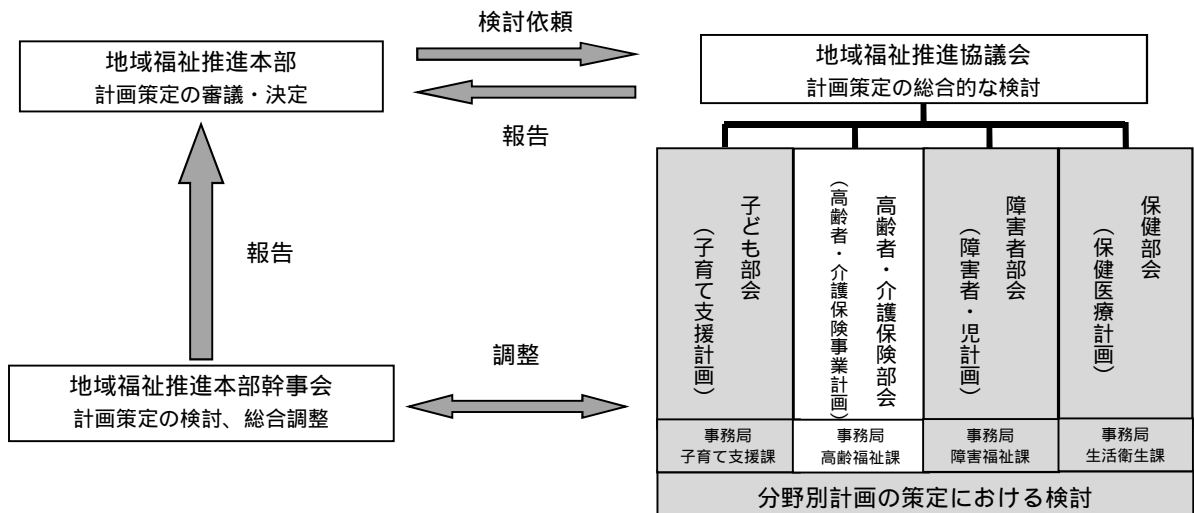 検討依頼
地域福祉推進本部
計画策定の審議・決定
地域福祉推進協議会
計画策定の総合的な検討
報告
子ども部会
（子育て支援計画）
高齢者・介護保険部会
（高齢者・介護保険事業計画）
障害者部会
（障害者・児計画）
保健部会
（保健医療計画）
報告
調整
地域福祉推進本部幹事会
計画策定の検討、総合調整
事務局
子育て支援課
事務局
高齢福祉課
事務局
障害福祉課
事務局
生活衛生課
分野別計画の策定における検討